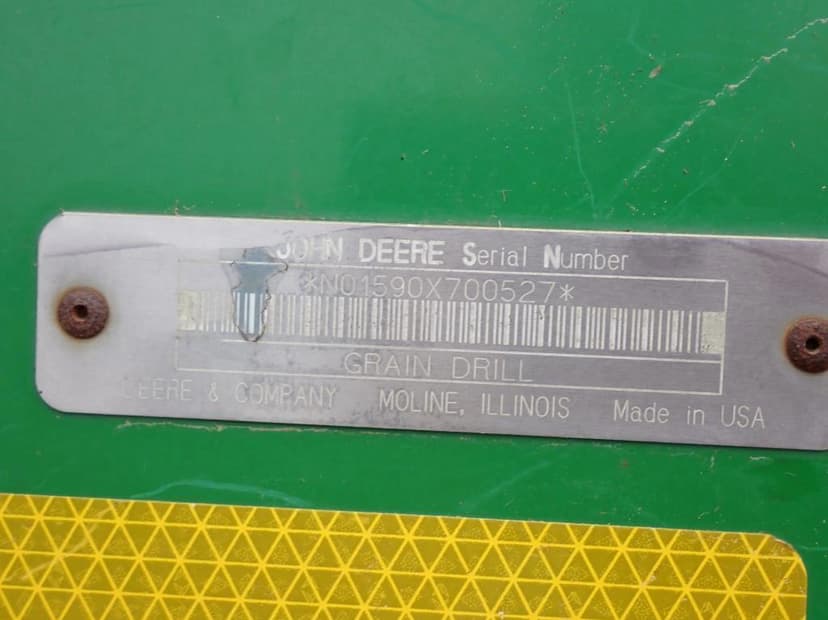 JOHN DEERE Serial Number
*N01590X700527*
GRAIN DRILL
DEERE & COMPANY MOLINE, ILLINOIS Made in USA